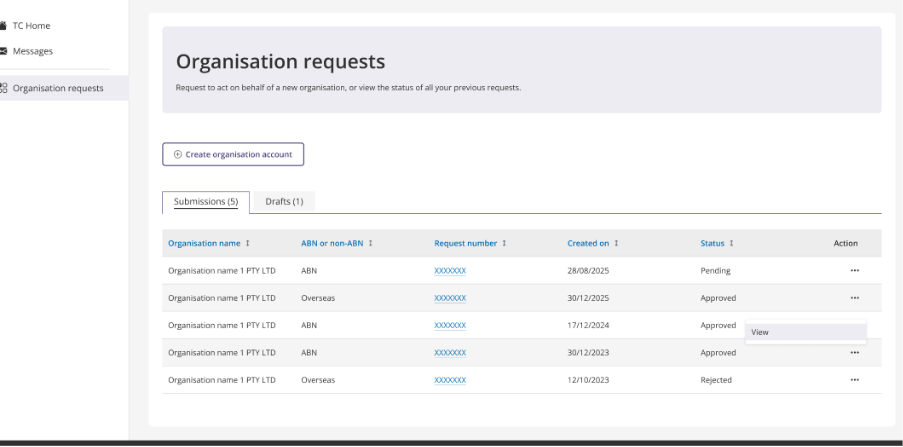 TC Home
Messages
Organisation requests
Organisation requests
Request to act on behalf of a new organisation, or view the status of all your previous requests.
Create organisation account
Submissions (5) Drafts (1)
Organisation name ABN or non-ABN Request number Created on Status Action
Organisation name 1 PTY LTD ABN XXXXXXX 28/08/2025 Pending ...
Organisation name 1 PTY LTD Overseas XXXXXXX 30/12/2025 Approved ...
Organisation name 1 PTY LTD ABN XXXXXXX 17/12/2024 Approved
View
Organisation name 1 PTY LTD ABN XXXXXXX 30/12/2023 Approved ...
Organisation name 1 PTY LTD Overseas XXXXXXX 12/10/2023 Rejected ...